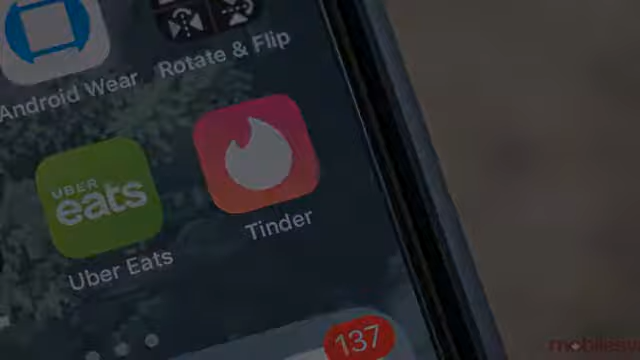 Android Wear
Rotate & Flip
UBER
eats
Uber Eats
Tinder
137